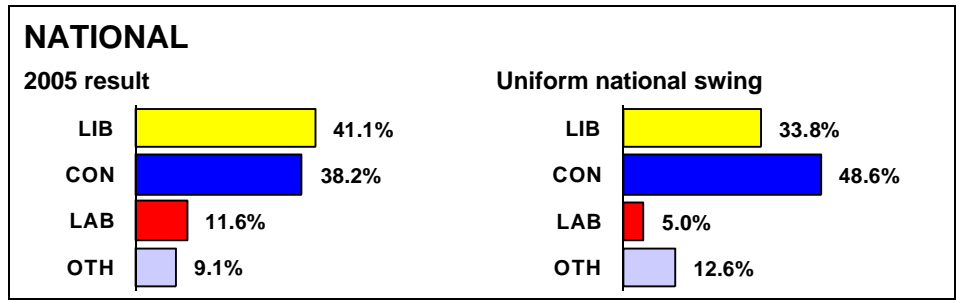 NATIONAL
2005 result
LIB 41.1%
CON 38.2%
LAB 11.6%
OTH 9.1%
Uniform national swing
LIB 33.8%
CON 48.6%
LAB 5.0%
OTH 12.6%